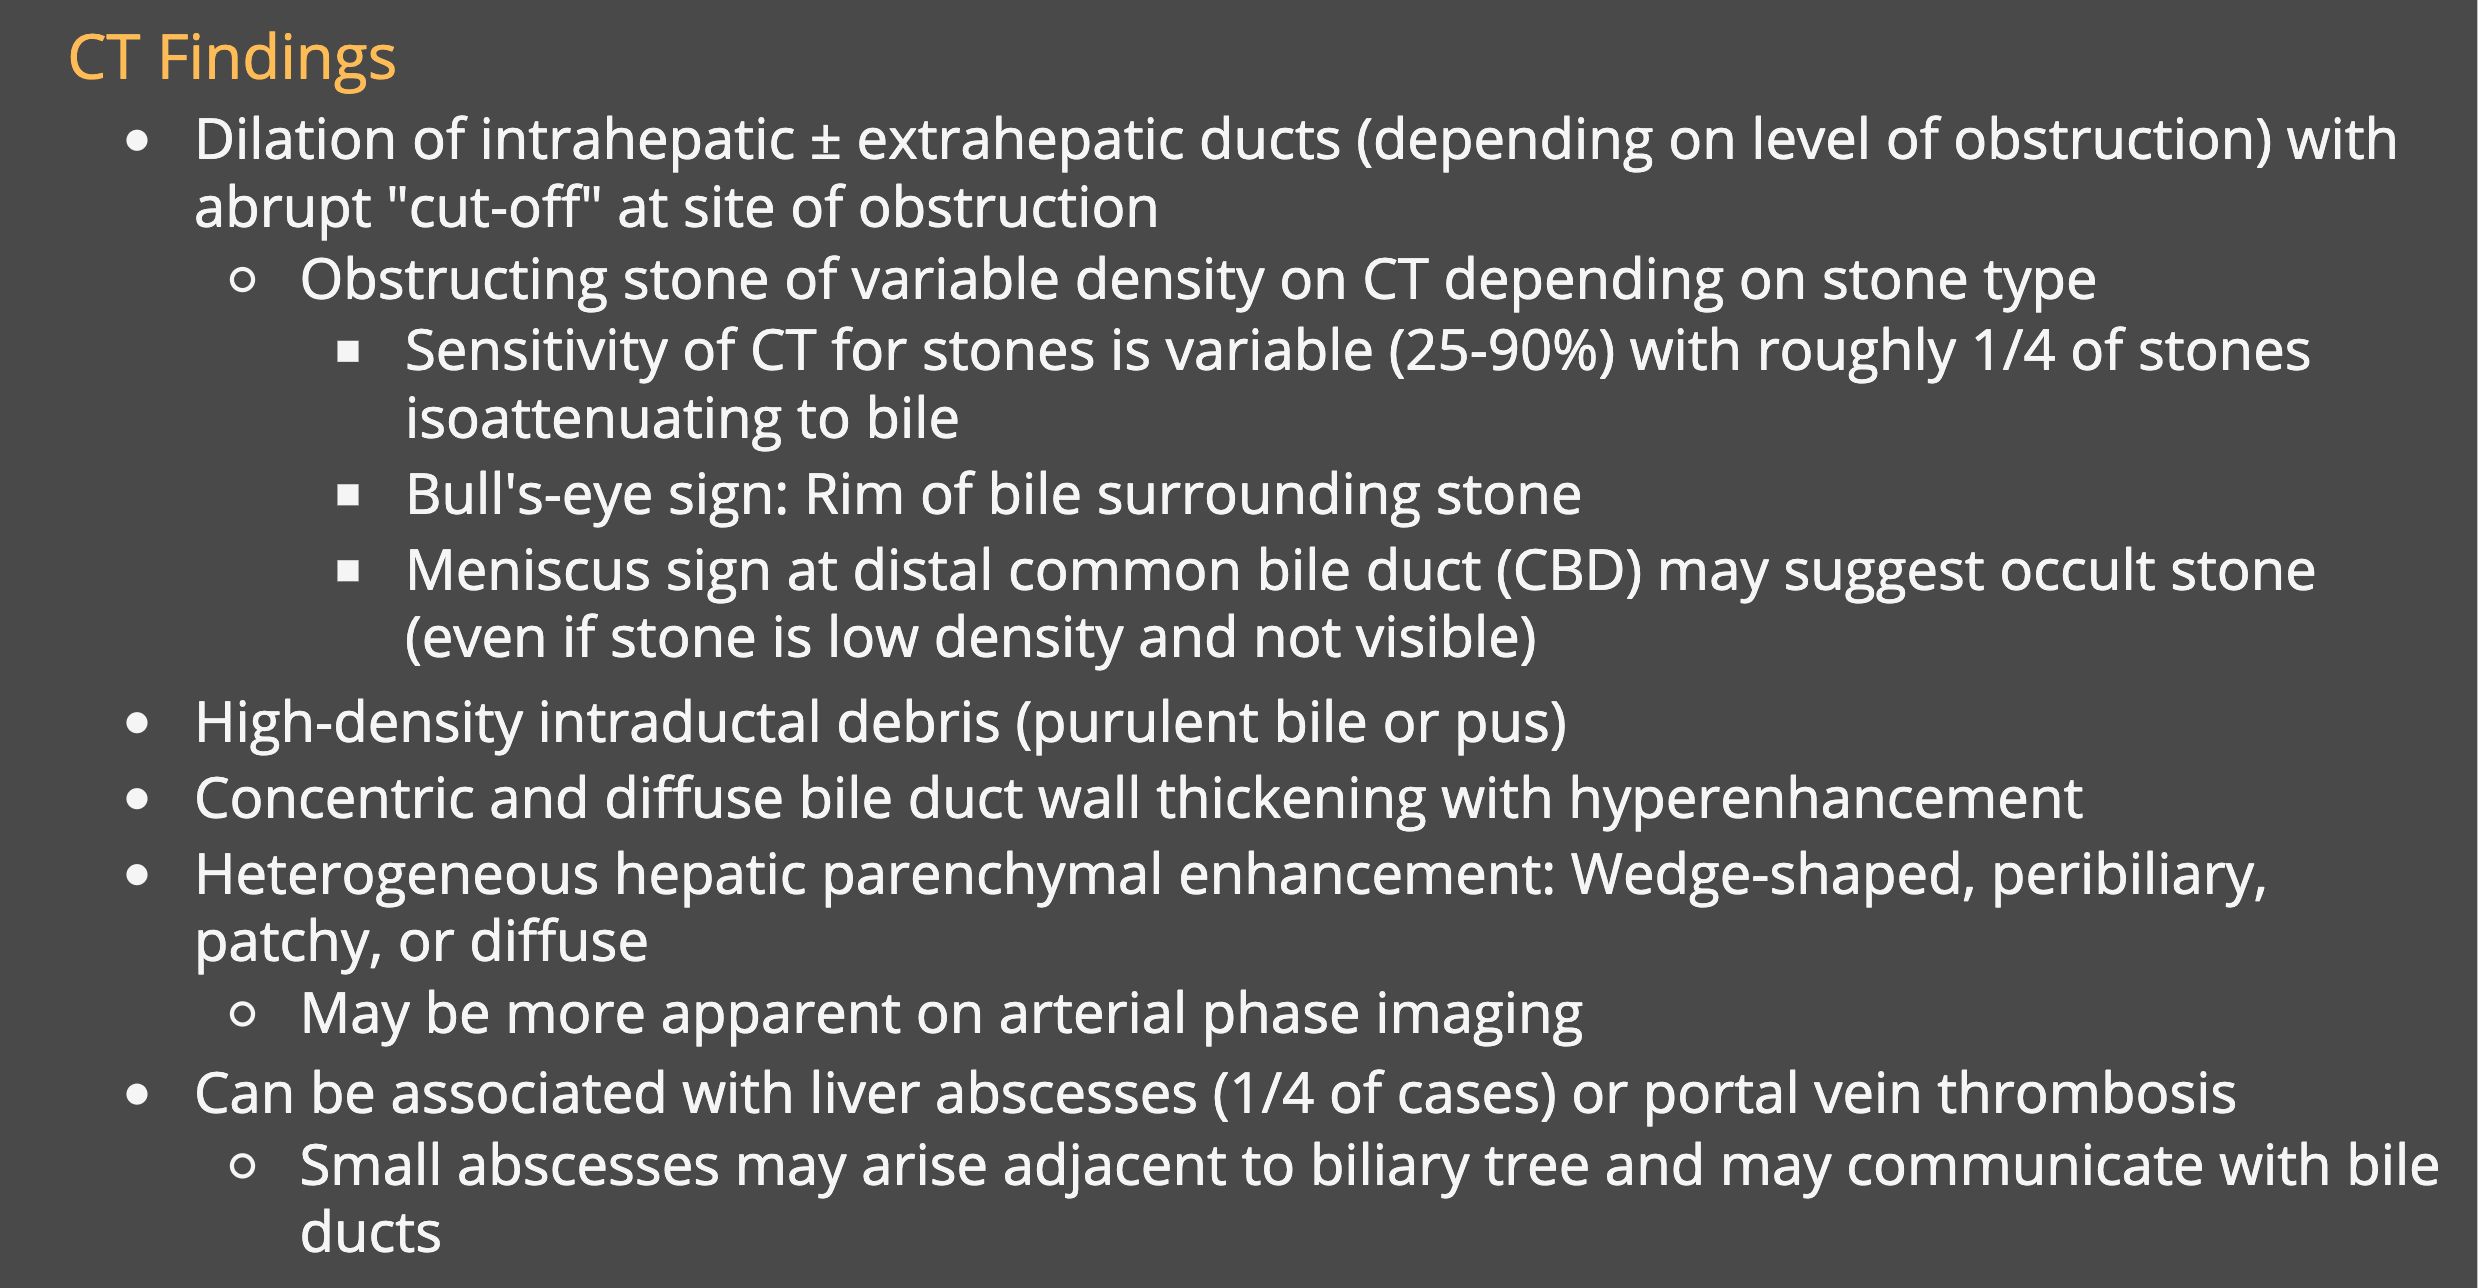 CT Findings
• Dilation of intrahepatic ± extrahepatic ducts (depending on level of obstruction) with
abrupt "cut-off" at site of obstruction
○ Obstructing stone of variable density on CT depending on stone type
■ Sensitivity of CT for stones is variable (25-90%) with roughly 1/4 of stones
isoattenuating to bile
■ Bull's-eye sign: Rim of bile surrounding stone
■ Meniscus sign at distal common bile duct (CBD) may suggest occult stone
(even if stone is low density and not visible)
• High-density intraductal debris (purulent bile or pus)
• Concentric and diffuse bile duct wall thickening with hyperenhancement
• Heterogeneous hepatic parenchymal enhancement: Wedge-shaped, peribiliary,
patchy, or diffuse
○ May be more apparent on arterial phase imaging
• Can be associated with liver abscesses (1/4 of cases) or portal vein thrombosis
○ Small abscesses may arise adjacent to biliary tree and may communicate with bile
ducts